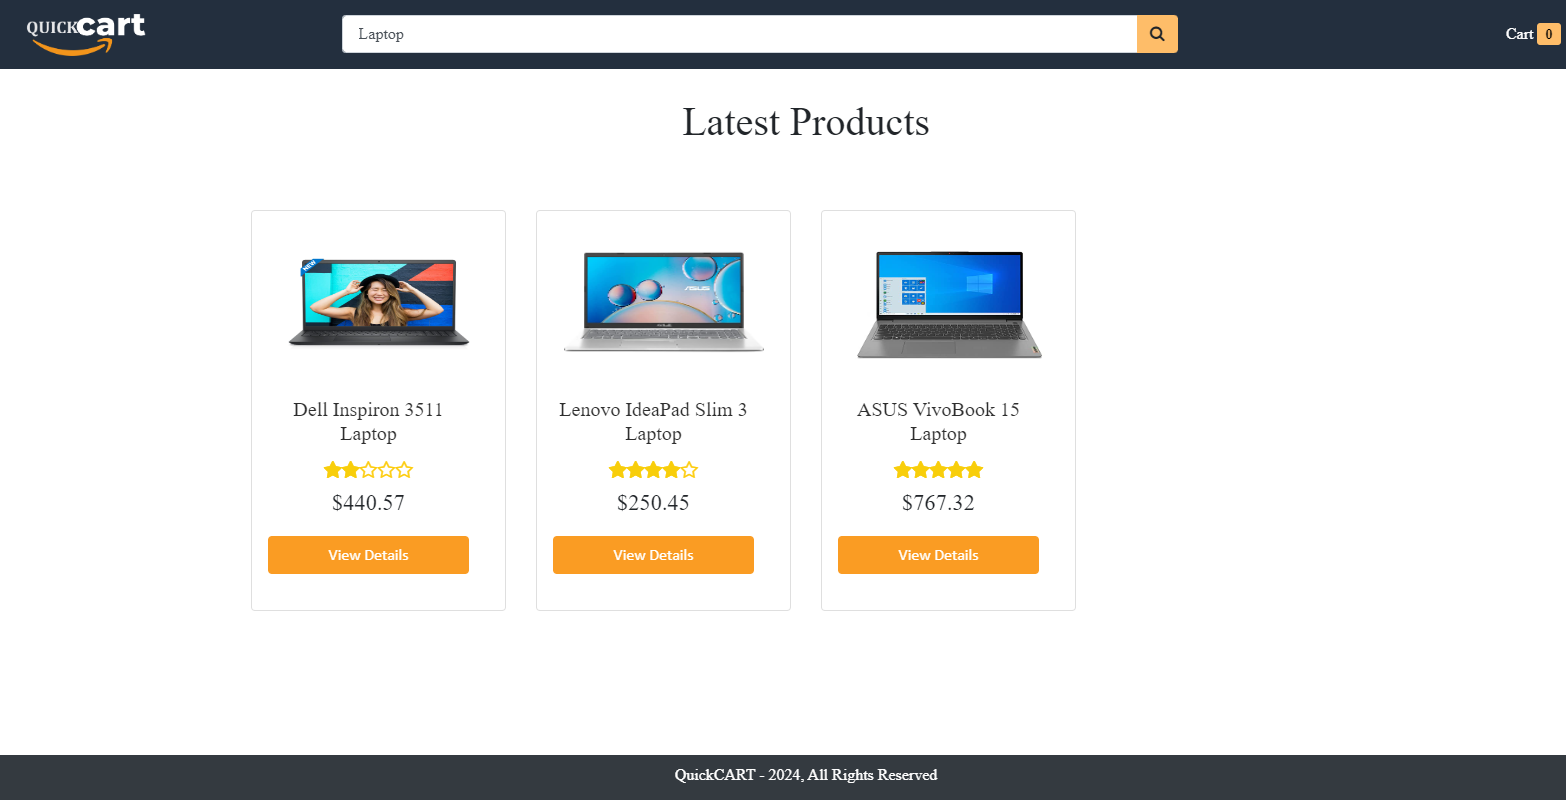 QUICKcart
Laptop
Cart 0
Latest Products
NEW
ASUS
Dell Inspiron 3511
Laptop
Lenovo IdeaPad Slim 3
Laptop
ASUS VivoBook 15
Laptop
$440.57
$250.45
$767.32
View Details
View Details
View Details
QuickCART - 2024, All Rights Reserved